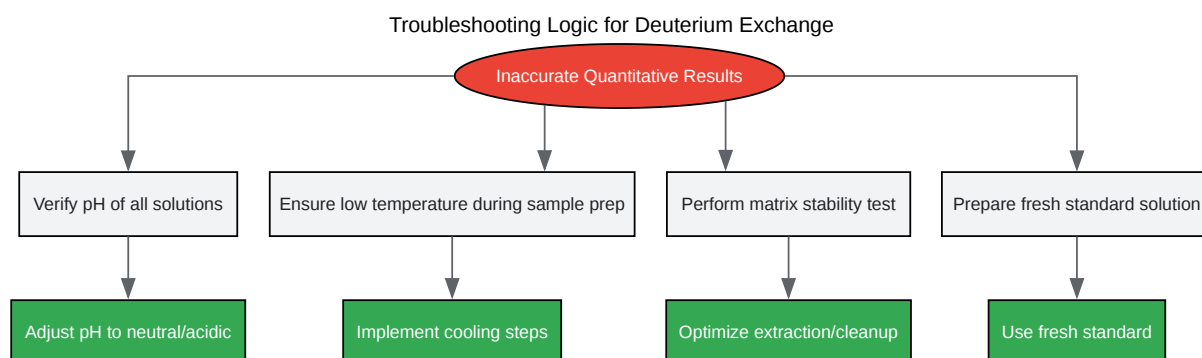 Troubleshooting Logic for Deuterium Exchange
Inaccurate Quantitative Results
Verify pH of all solutions
Ensure low temperature during sample prep
Perform matrix stability test
Prepare fresh standard solution
Adjust pH to neutral/acidic
Implement cooling steps
Optimize extraction/cleanup
Use fresh standard